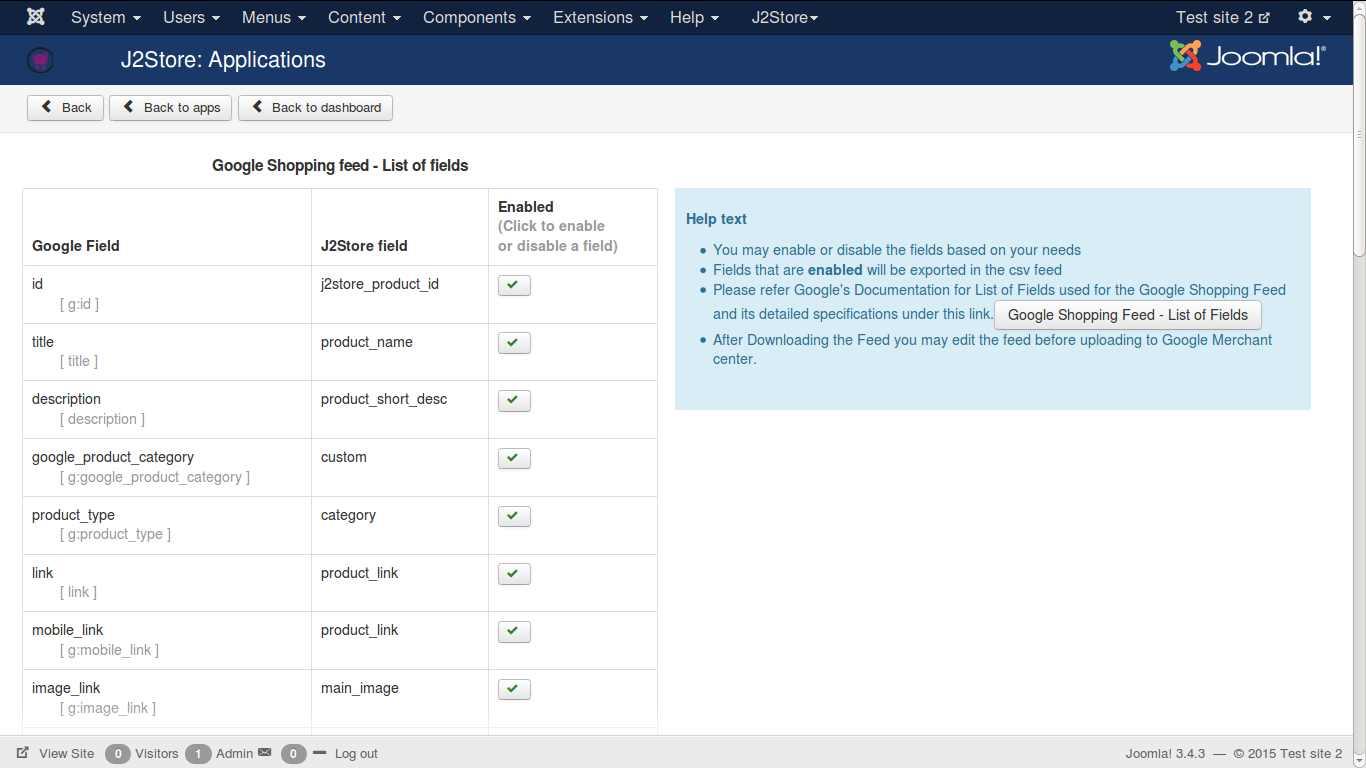 System Users Menus Content Components Extensions Help J2Store Test site 2
J2Store: Applications Joomla!®
Back Back to apps Back to dashboard
Google Shopping feed - List of fields
Google Field J2Store field Enabled
(Click to enable
or disable a field)
id j2store_product_id
[ g:id ]
title product_name
[ title ]
description product_short_desc
[ description ]
google_product_category custom
[ g:google_product_category ]
product_type category
[ g:product_type ]
link product_link
[ link ]
mobile_link product_link
[ g:mobile_link ]
image_link main_image
[ g:image_link ]
Help text
You may enable or disable the fields based on your needs
Fields that are enabled will be exported in the csv feed
Please refer Google's Documentation for List of Fields used for the Google Shopping Feed
and its detailed specifications under this link. Google Shopping Feed - List of Fields
After Downloading the Feed you may edit the feed before uploading to Google Merchant
center.
View Site 0 Visitors 1 Admin 0 Log out Joomla! 3.4.3 — © 2015 Test site 2